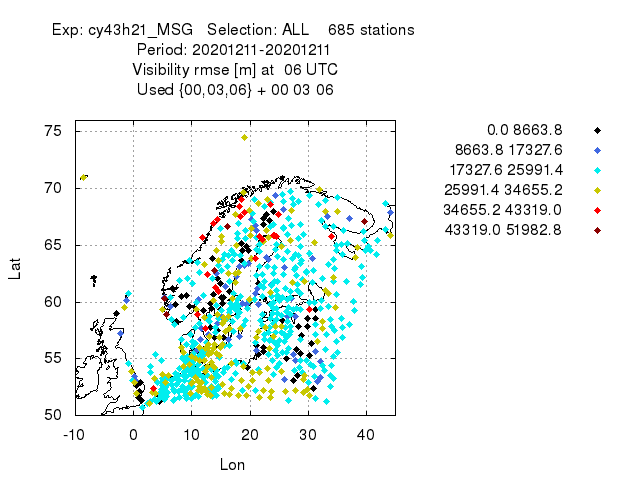 Exp: cy43h21_MSG   Selection: ALL    685 stations
Period: 20201211-20201211
Visibility rmse [m] at  06 UTC
Used {00,03,06} + 00 03 06
0.0 8663.8
8663.8 17327.6
17327.6 25991.4
25991.4 34655.2
34655.2 43319.0
43319.0 51982.8
75
70
65
60
55
50
Lat
-10 0 10 20 30 40
Lon